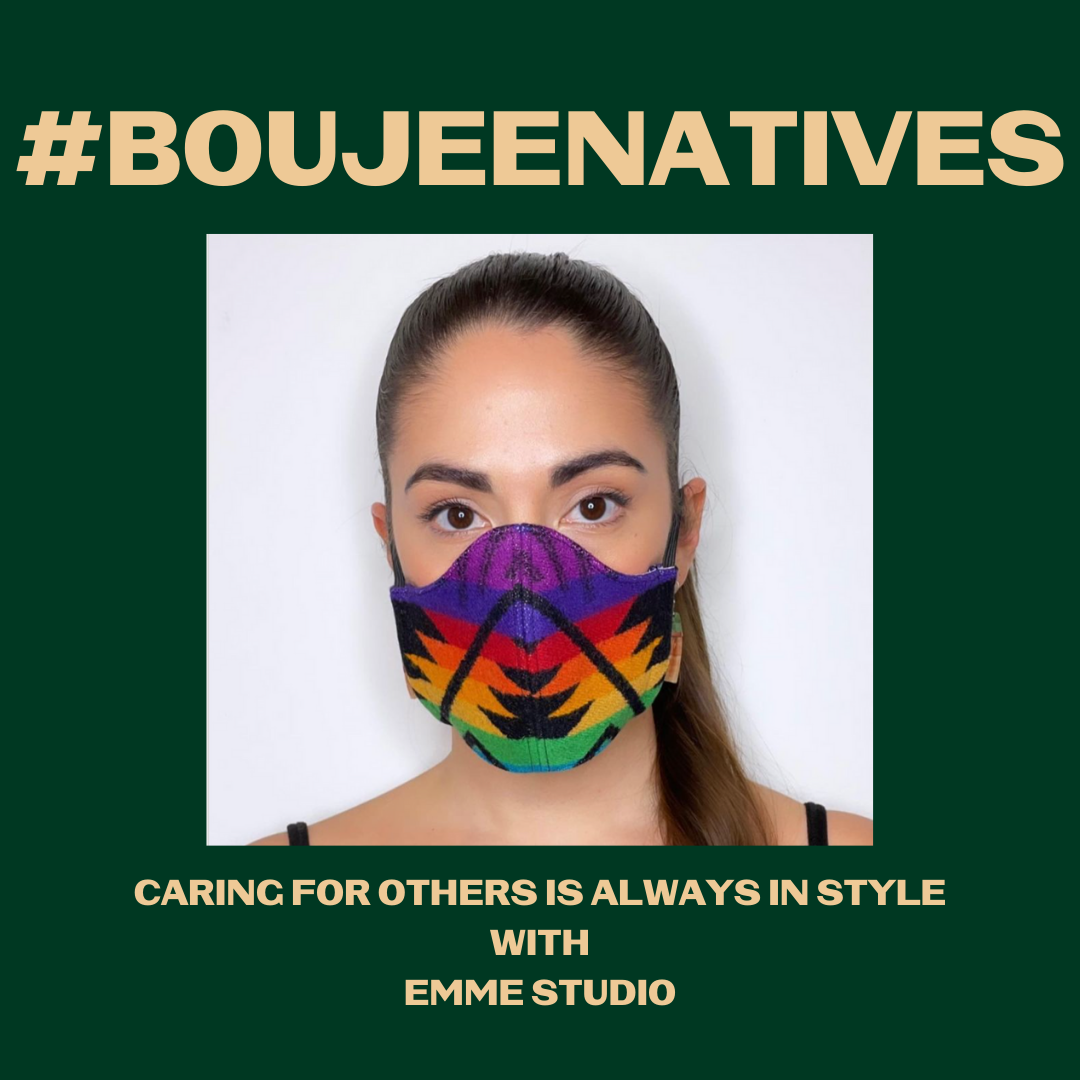 #BOUJEENATIVES
CARING FOR OTHERS IS ALWAYS IN STYLE
WITH
EMME STUDIO